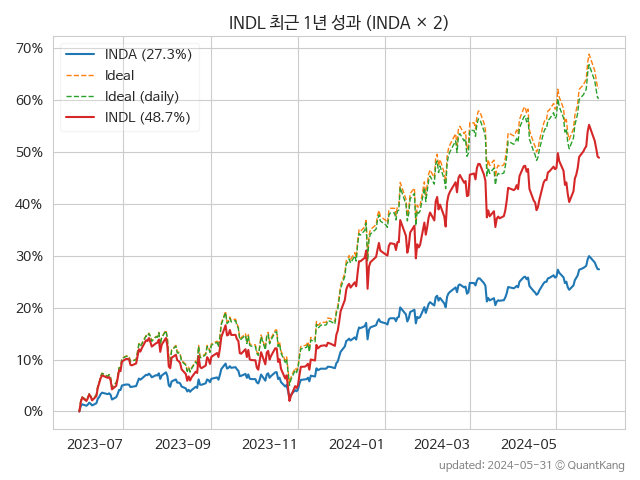 INDL 최근 1년 성과 (INDA × 2)
70%
60%
50%
40%
30%
20%
10%
0%
INDA (27.3%)
Ideal
Ideal (daily)
INDL (48.7%)
2023-07
2023-09
2023-11
2024-01
2024-03
2024-05
updated: 2024-05-31 © QuantKang